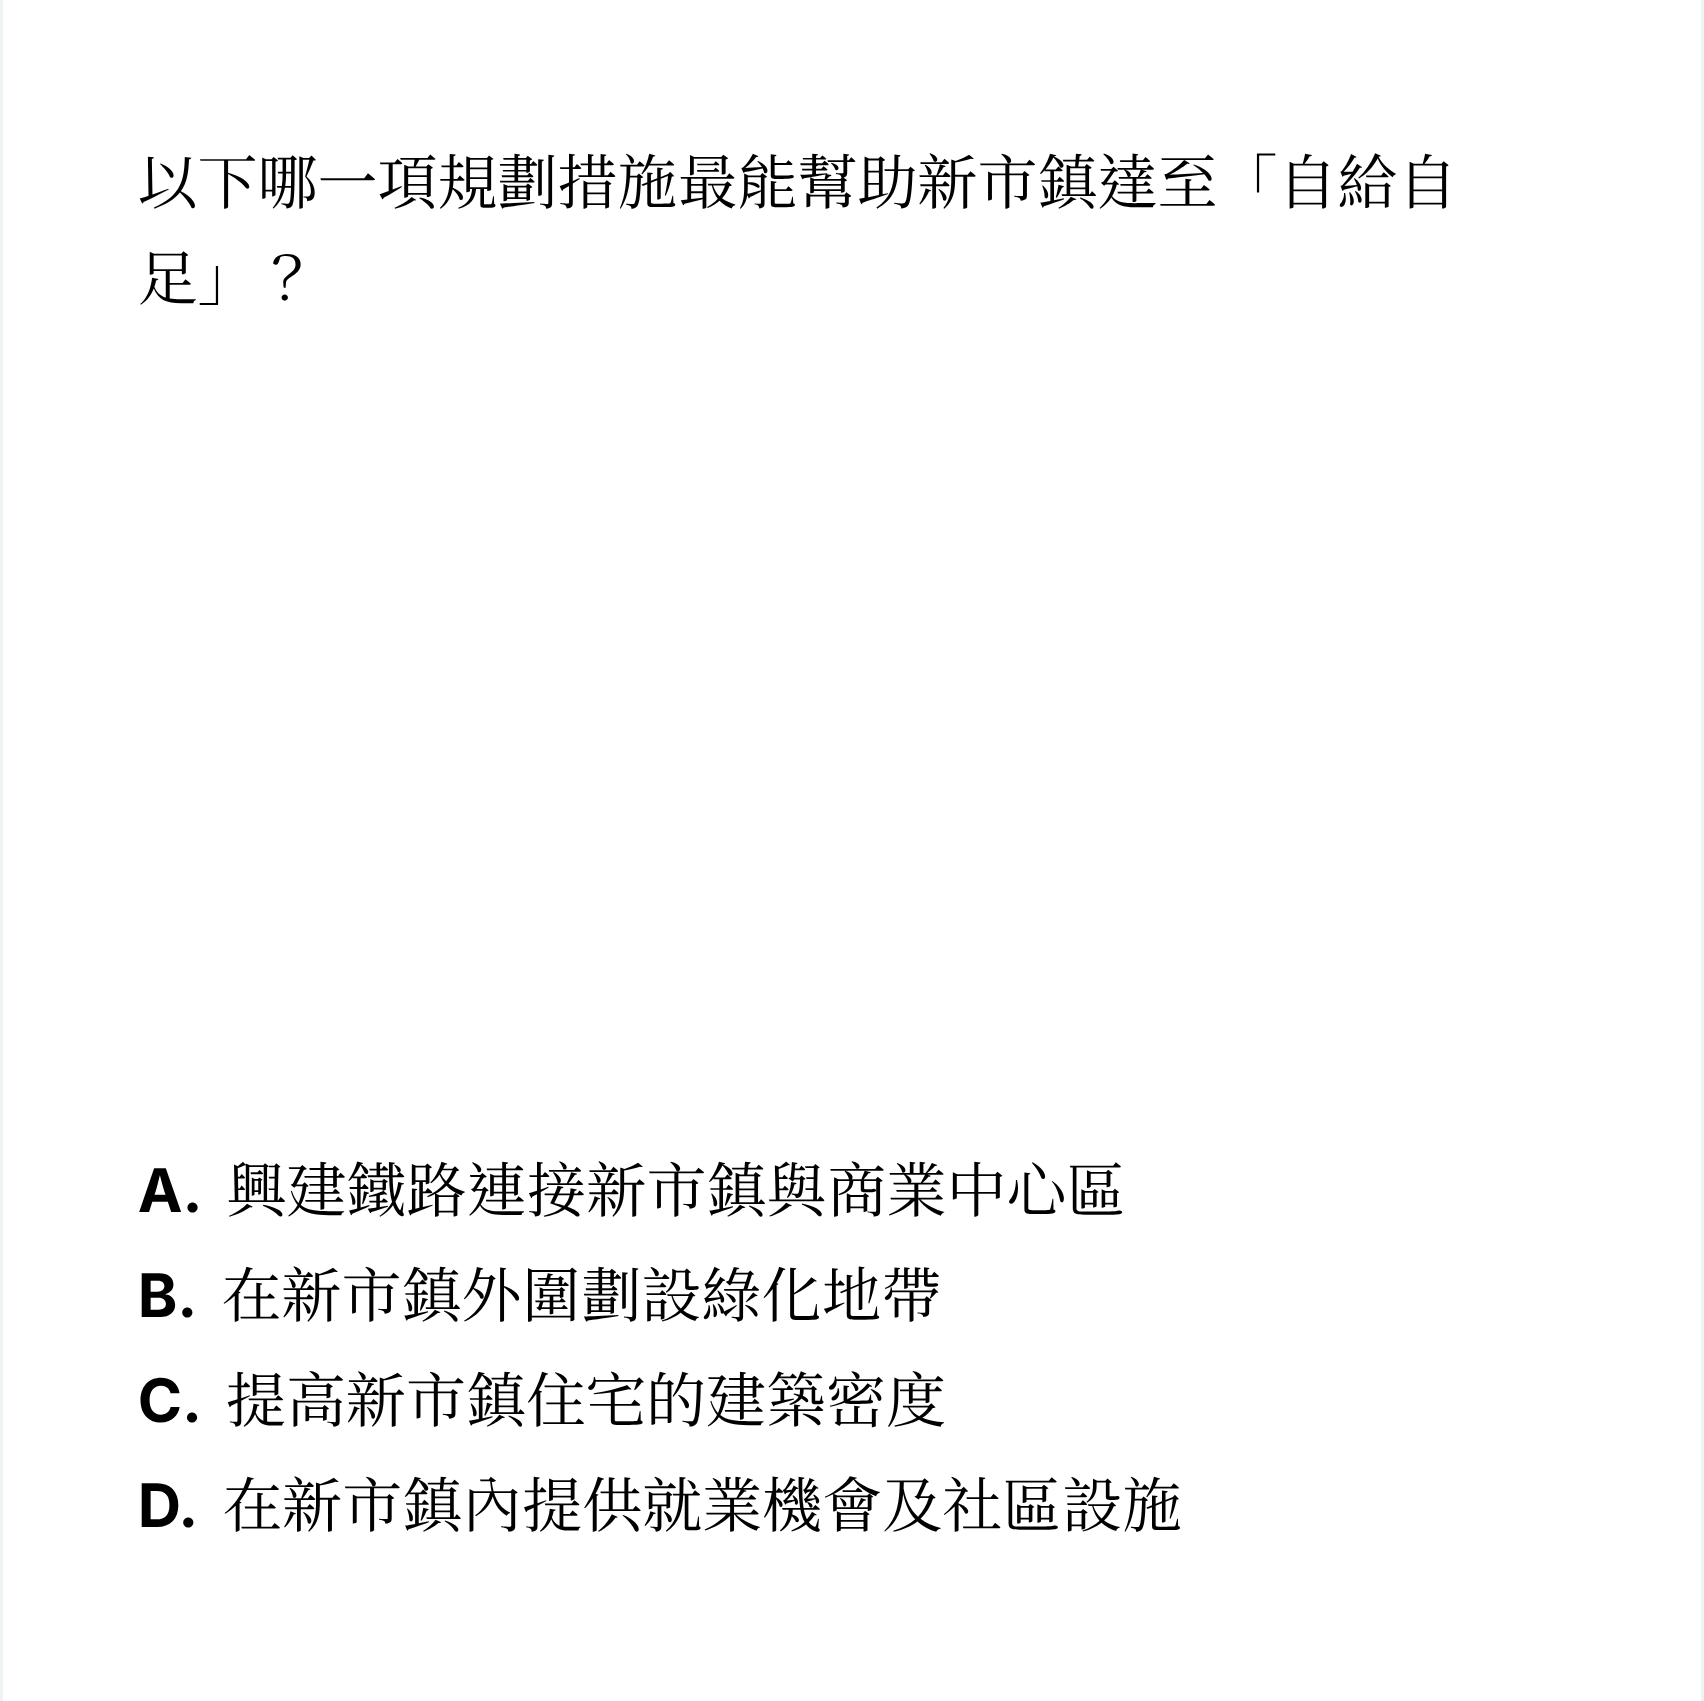 以下哪一項規劃措施最能幫助新市鎮達至「自給自
足」？
A. 興建鐵路連接新市鎮與商業中心區
B. 在新市鎮外圍劃設綠化地帶
C. 提高新市鎮住宅的建築密度
D. 在新市鎮內提供就業機會及社區設施